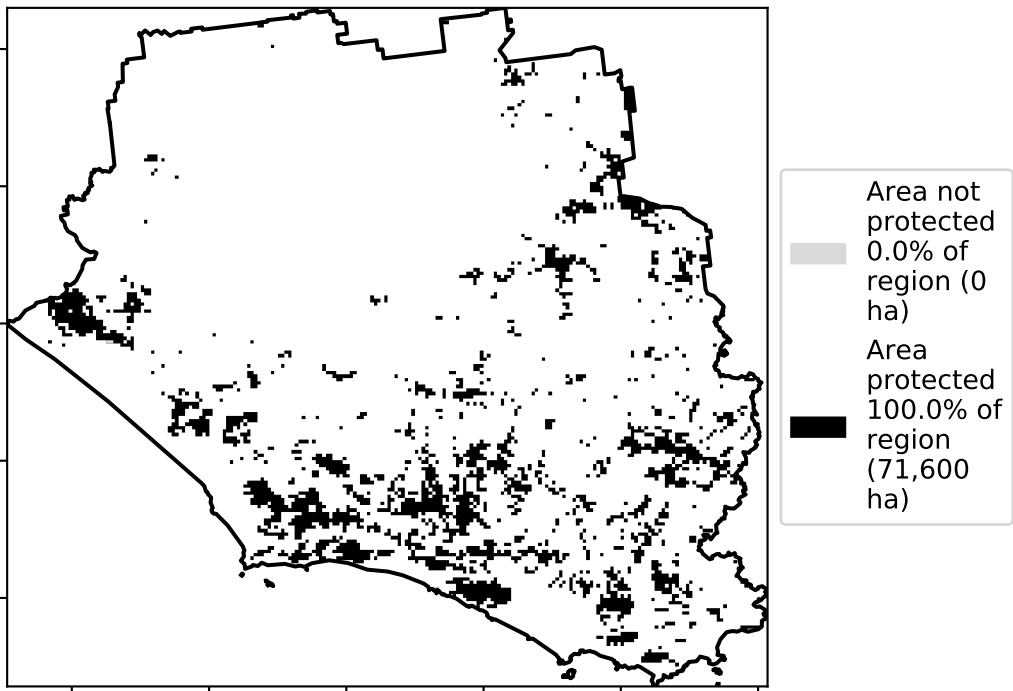 Area not
protected
0.0% of
region (0
ha)
Area
protected
100.0% of
region
(71,600
ha)